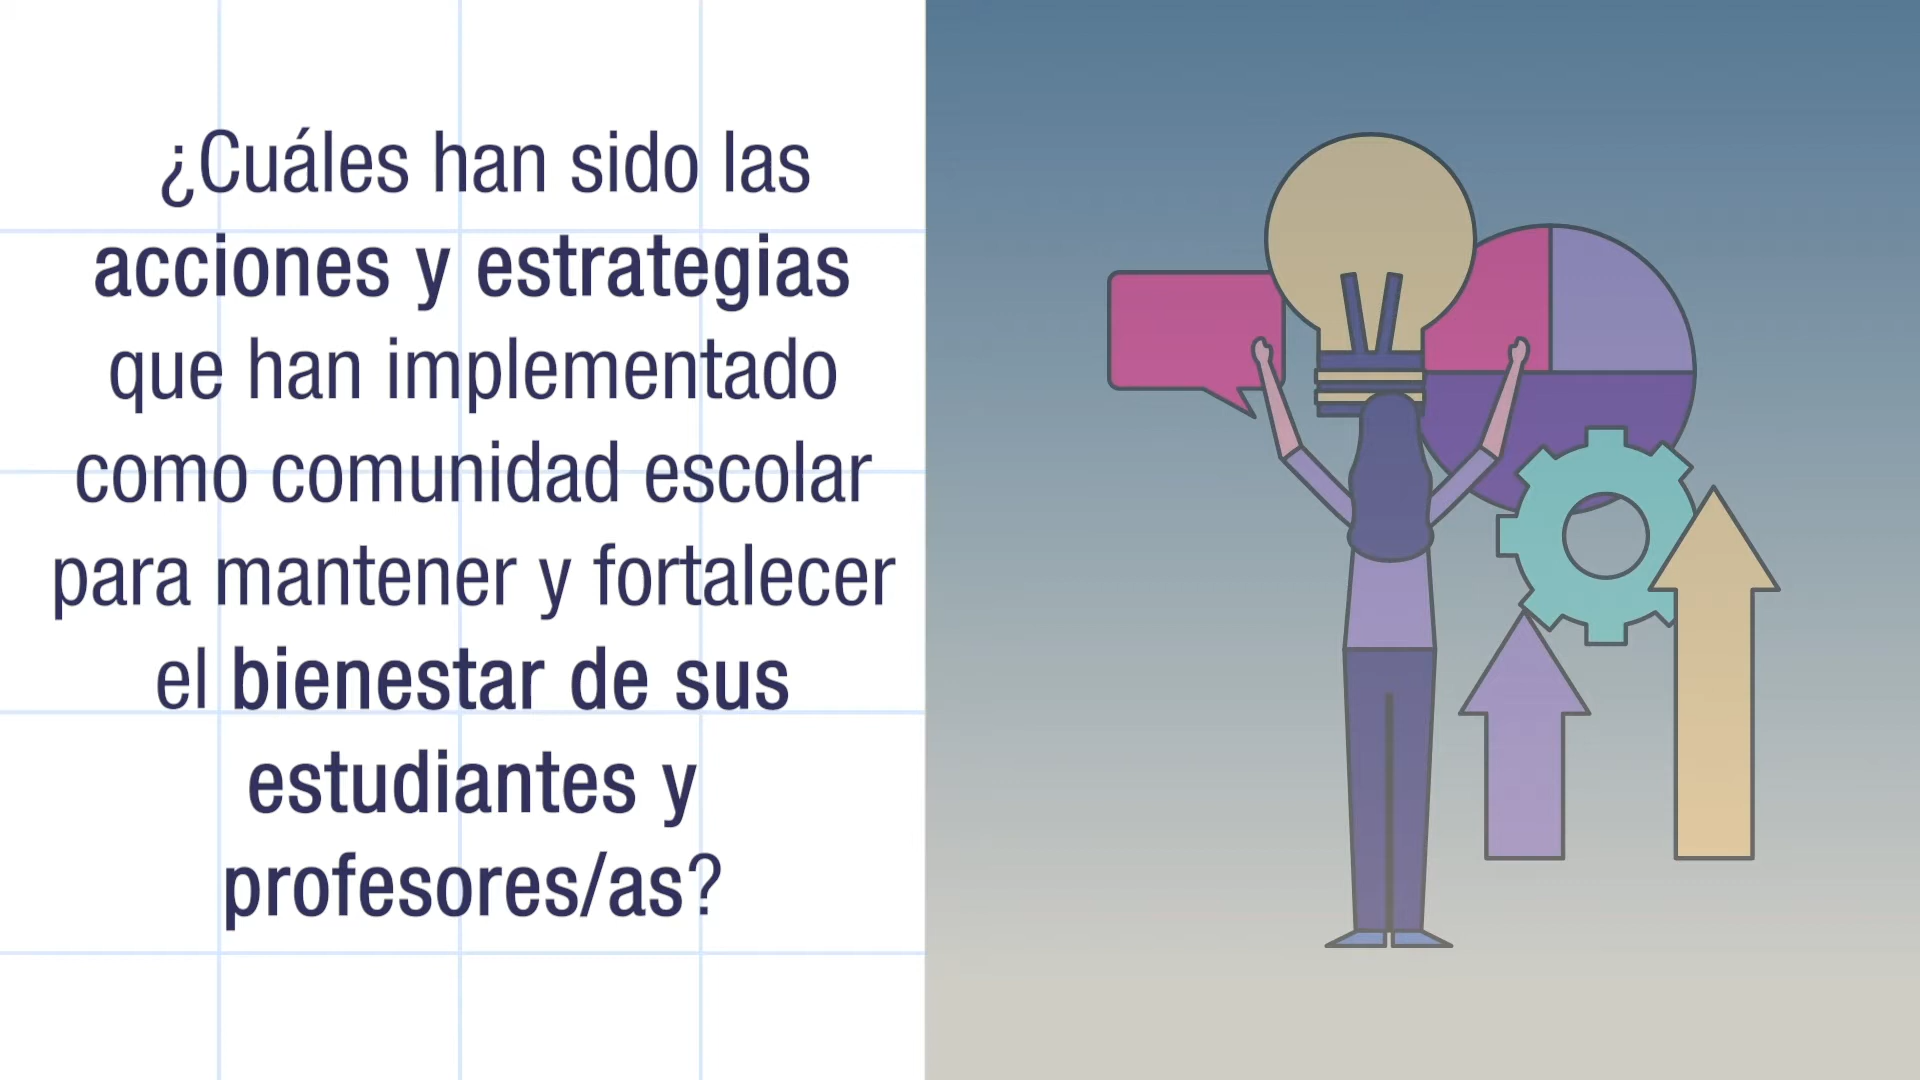 ¿Cuáles han sido las
acciones y estrategias
que han implementado
como comunidad escolar
para mantener y fortalecer
el bienestar de sus
estudiantes y
profesores/as?